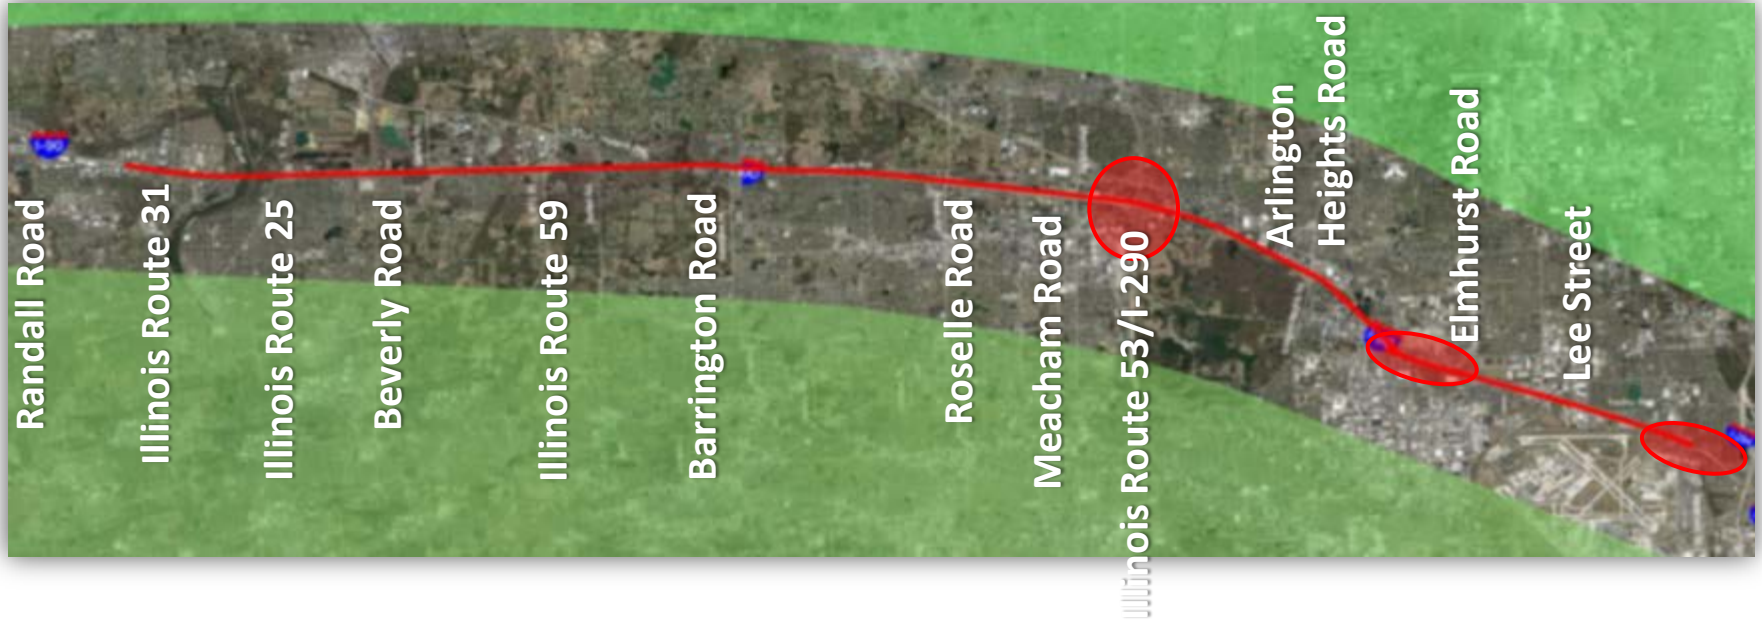 I-90
Randall Road
Illinois Route 31
Illinois Route 25
Beverly Road
Illinois Route 59
Barrington Road
Roselle Road
Meacham Road
Illinois Route 53/I-290
Arlington
Heights Road
Elmhurst Road
Lee Street